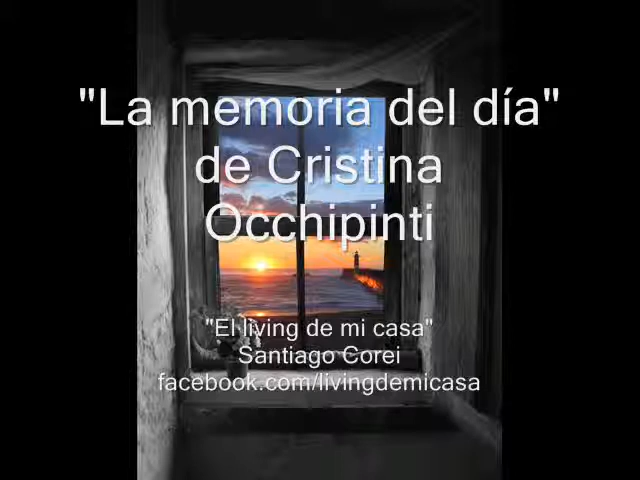 "La memoria del día"
de Cristina
Occhipinti
"El living de mi casa"
Santiago Corei
facebook.com/livingdemicasa